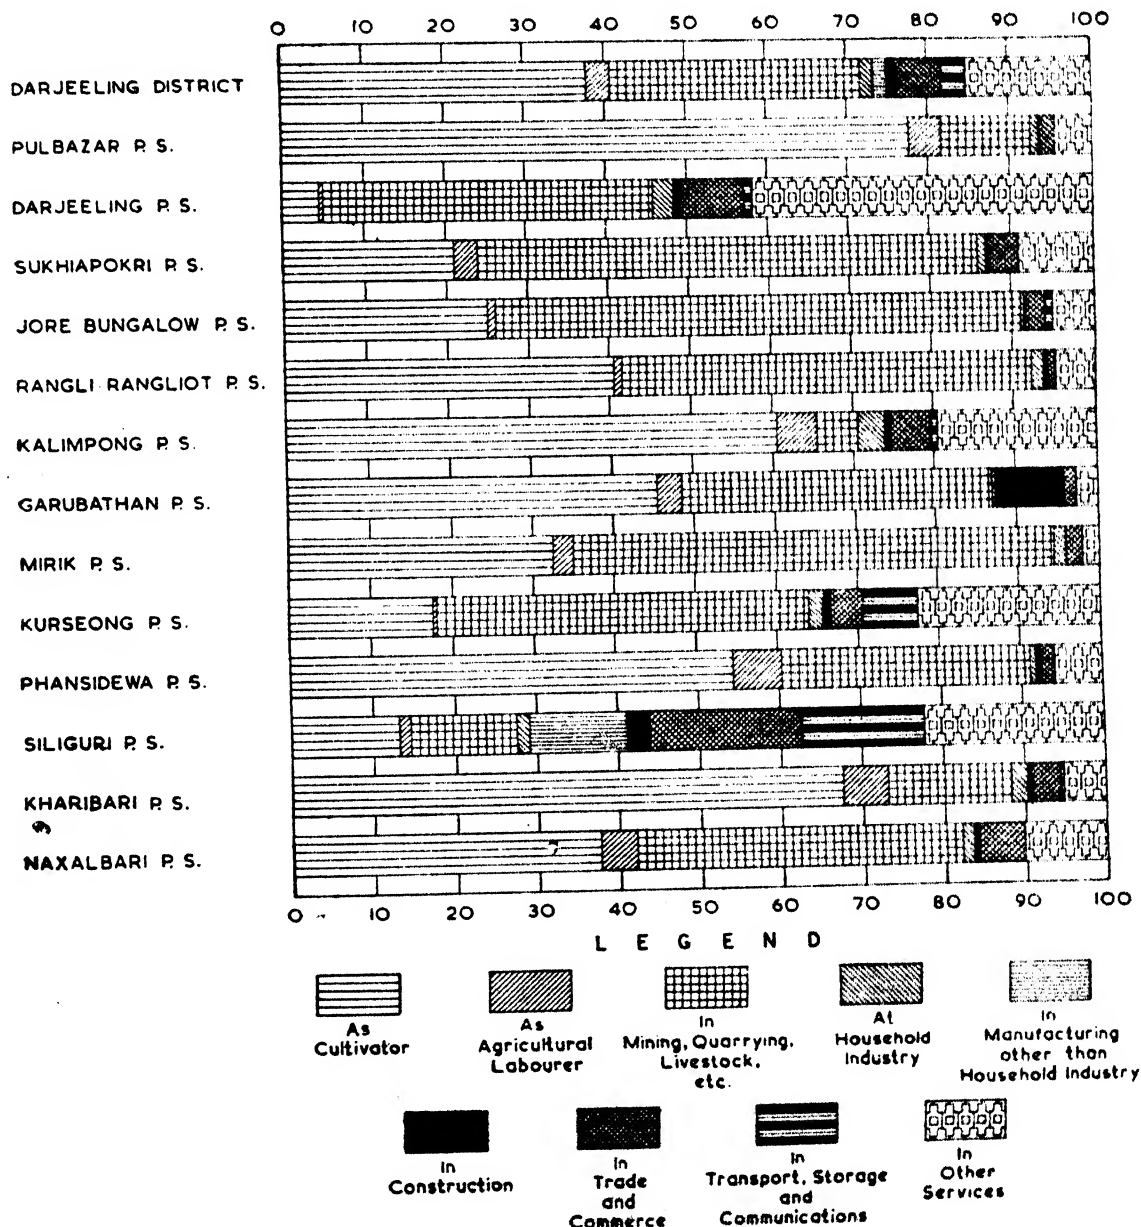 0 10 20 30 40 50 60 70 80 90 100
DARJEELING DISTRICT
PULBAZAR P. S.
DARJEELING P. S.
SUKHIAPOKRI P. S.
JORE BUNGALOW P. S.
RANGLI RANGLIOT P. S.
KALIMPONG P. S.
GARUBATHAN P. S.
MIRIK P. S.
KURSEONG P. S.
PHANSIDEWA P. S.
SILIGURI P. S.
KHARIBARI P. S.
NAXALBARI P. S.
0 10 20 30 40 50 60 70 80 90 100
LEGEND
As
Cultivator
As
Agricultural
Labourer
In
Mining, Quarrying,
Livestock,
etc.
At
Household
Industry
In
Manufacturing
other than
Household Industry
In
Construction
In
Trade
and
Commerce
In
Transport, Storage
and
Communications
In
Other
Services